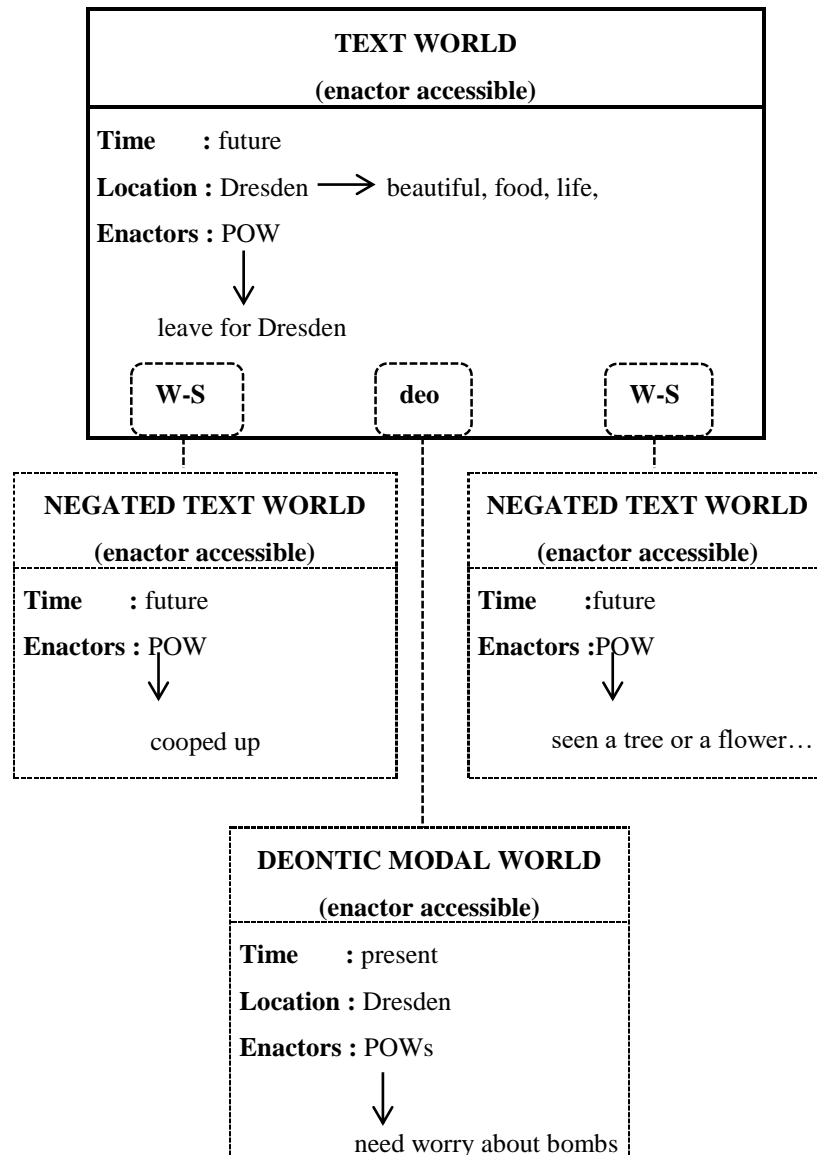 TEXT WORLD
(enactor accessible)
Time : future
Location : Dresden beautiful, food, life,
Enactors : POW
leave for Dresden
W-S
deo
W-S
NEGATED TEXT WORLD
(enactor accessible)
Time : future
Enactors : POW
cooped up
NEGATED TEXT WORLD
(enactor accessible)
Time :future
Enactors :POW
seen a tree or a flower…
DEONTIC MODAL WORLD
(enactor accessible)
Time : present
Location : Dresden
Enactors : POWs
need worry about bombs